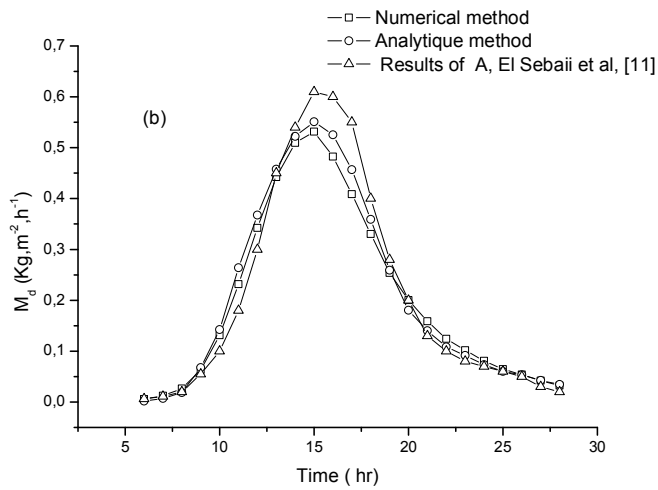 Numerical method
Analytique method
Results of A, El Sebaii et al, [11]
(b)
0,7
0,6
0,5
0,4
0,3
0,2
0,1
0,0
M_d (Kg,m⁻²,h⁻¹)
5 10 15 20 25 30
Time ( hr)